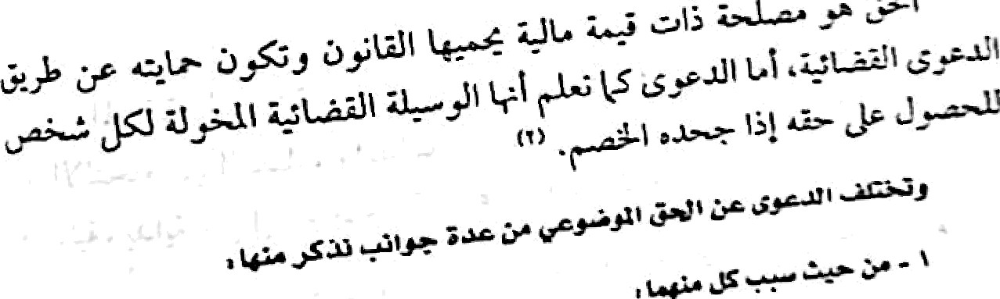 الحق هو مصلحة ذات قيمة مالية يحميها القانون وتكون حمايته عن طريق
الدعوى القضائية، أما الدعوى كما تعلم أنها الوسيلة القضائية المخولة لكل شخص
للحصول على حقه إذا جحده الخصم. (٢)
وتختلف الدعوى عن الحق الموضوعي من عدة جوانب نذكر منها:
١ - من حيث سبب كل منهما: